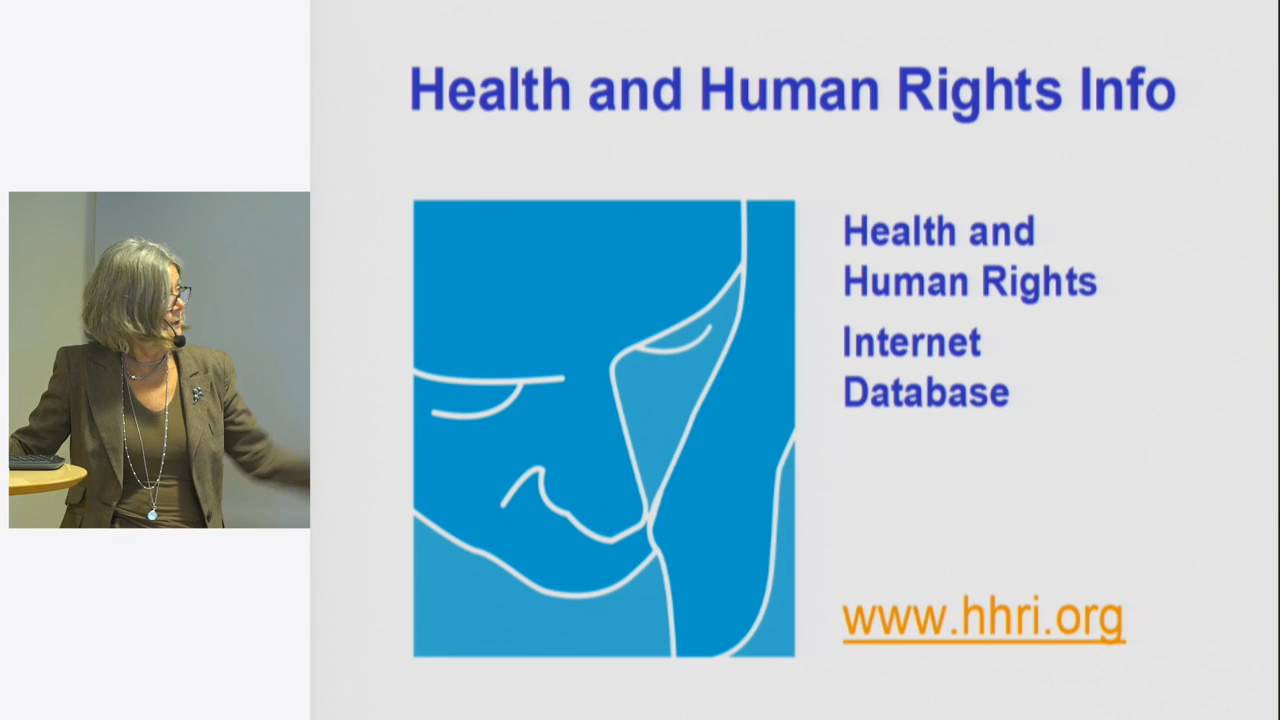 Health and Human Rights Info
Health and
Human Rights
Internet
Database
www.hhri.org